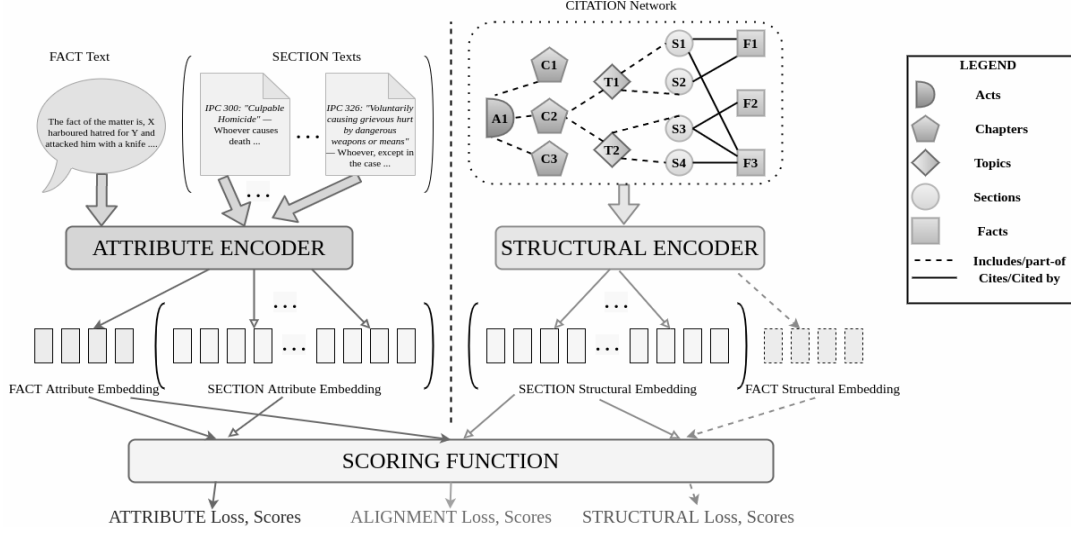 CITATION Network
FACT Text
SECTION Texts
The fact of the matter is, X
harboured hatred for Y and
attacked him with a knife ....
IPC 300: "Culpable
Homicide" —
Whoever causes
death ...
...
IPC 326: "Voluntarily
causing grievous hurt
by dangerous
weapons or means"
— Whoever, except in
the case ...
...
A1
C1
C2
C3
T1
T2
S1
S2
S3
S4
F1
F2
F3
LEGEND
Acts
Chapters
Topics
Sections
Facts
Includes/part-of
Cites/Cited by
ATTRIBUTE ENCODER
STRUCTURAL ENCODER
...
...
...
...
FACT Attribute Embedding
SECTION Attribute Embedding
SECTION Structural Embedding
FACT Structural Embedding
SCORING FUNCTION
ATTRIBUTE Loss, Scores
ALIGNMENT Loss, Scores
STRUCTURAL Loss, Scores